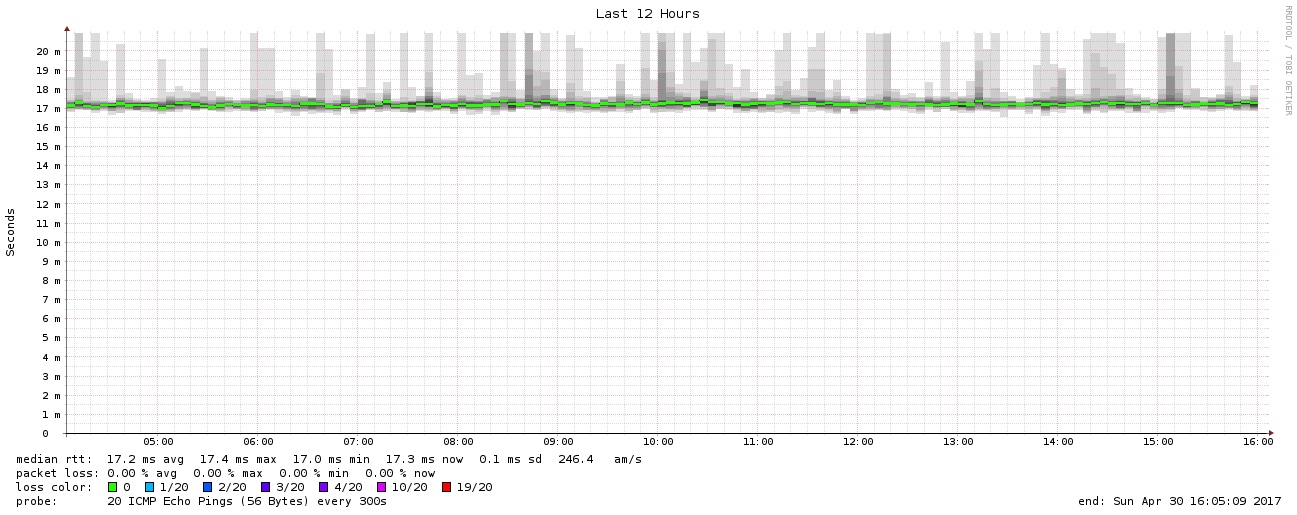 Last 12 Hours
RRDTOOL / TOBI OETIKER
Seconds
20 m
19 m
18 m
17 m
16 m
15 m
14 m
13 m
12 m
11 m
10 m
9 m
8 m
7 m
6 m
5 m
4 m
3 m
2 m
1 m
0
05:00 06:00 07:00 08:00 09:00 10:00 11:00 12:00 13:00 14:00 15:00 16:00
median rtt: 17.2 ms avg 17.4 ms max 17.0 ms min 17.3 ms now 0.1 ms sd 246.4 am/s
packet loss: 0.00 % avg 0.00 % max 0.00 % min 0.00 % now
loss color: 0 1/20 2/20 3/20 4/20 10/20 19/20
probe: 20 ICMP Echo Pings (56 Bytes) every 300s end: Sun Apr 30 16:05:09 2017